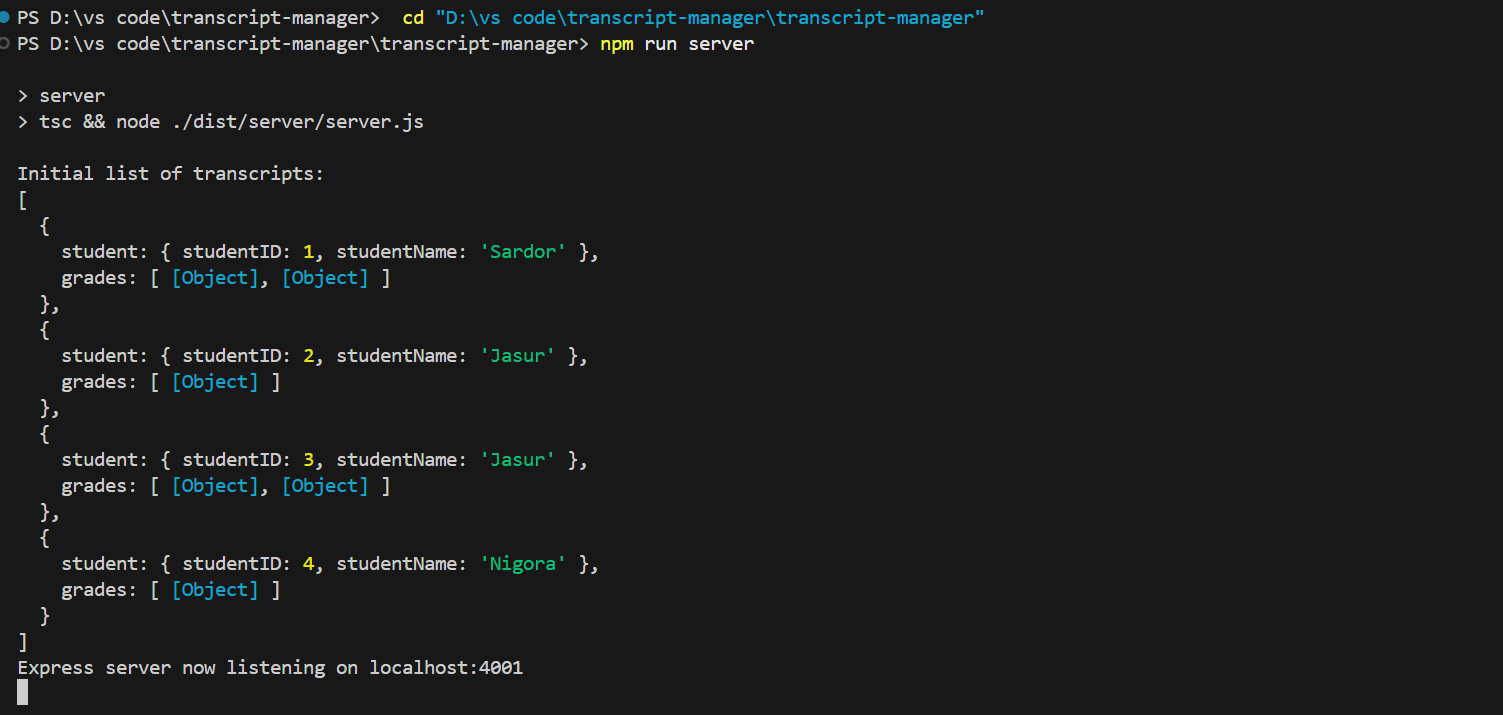 PS D:\vs code\transcript-manager>  cd "D:\vs code\transcript-manager\transcript-manager"
PS D:\vs code\transcript-manager\transcript-manager> npm run server

> server
> tsc && node ./dist/server/server.js

Initial list of transcripts:
[
  {
    student: { studentID: 1, studentName: 'Sardor' },
    grades: [ [Object], [Object] ]
  },
  {
    student: { studentID: 2, studentName: 'Jasur' },
    grades: [ [Object] ]
  },
  {
    student: { studentID: 3, studentName: 'Jasur' },
    grades: [ [Object], [Object] ]
  },
  {
    student: { studentID: 4, studentName: 'Nigora' },
    grades: [ [Object] ]
  }
]
Express server now listening on localhost:4001